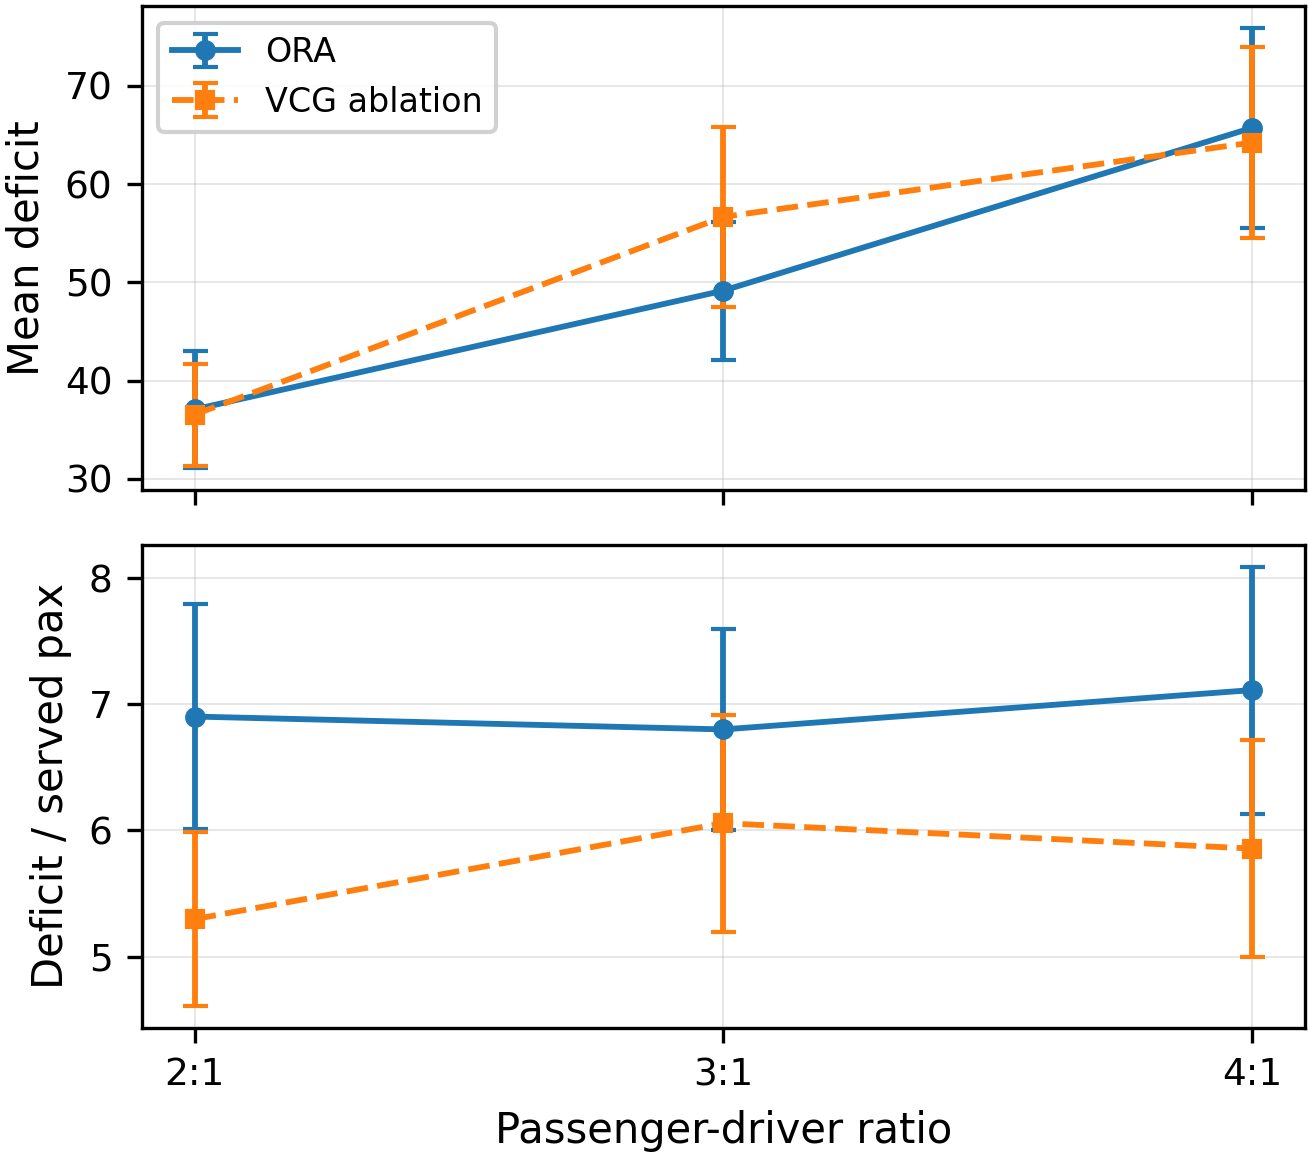 Mean deficit
70
60
50
40
30
ORA
VCG ablation
Deficit / served pax
8
7
6
5
2:1 3:1 4:1
Passenger-driver ratio